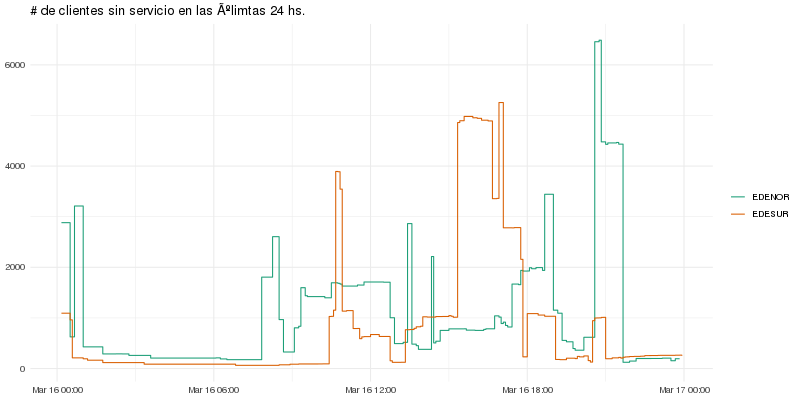 # de clientes sin servicio en las Ãºlimtas 24 hs.
6000
4000
2000
0
Mar 16 00:00
Mar 16 06:00
Mar 16 12:00
Mar 16 18:00
Mar 17 00:00
EDENOR
EDESUR